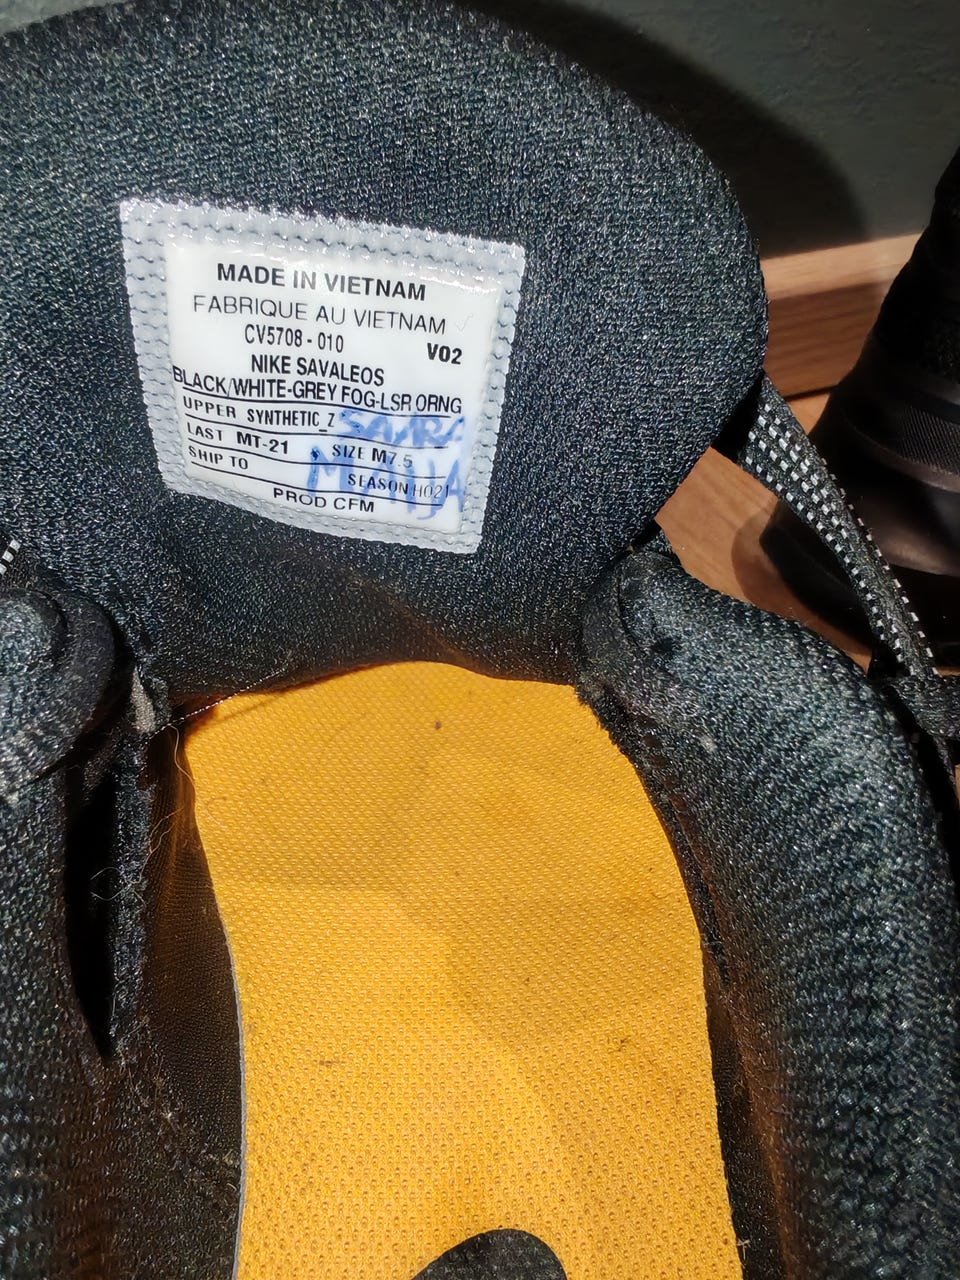 MADE IN VIETNAM
FABRIQUE AU VIETNAM
CV5708 - 010 V02
NIKE SAVALEOS
BLACK/WHITE-GREY FOG-LSR ORNG
UPPER SYNTHETIC_Z
LAST MT-21 SIZE M7.5
SHIP TO SEASON HO21
PROD CFM